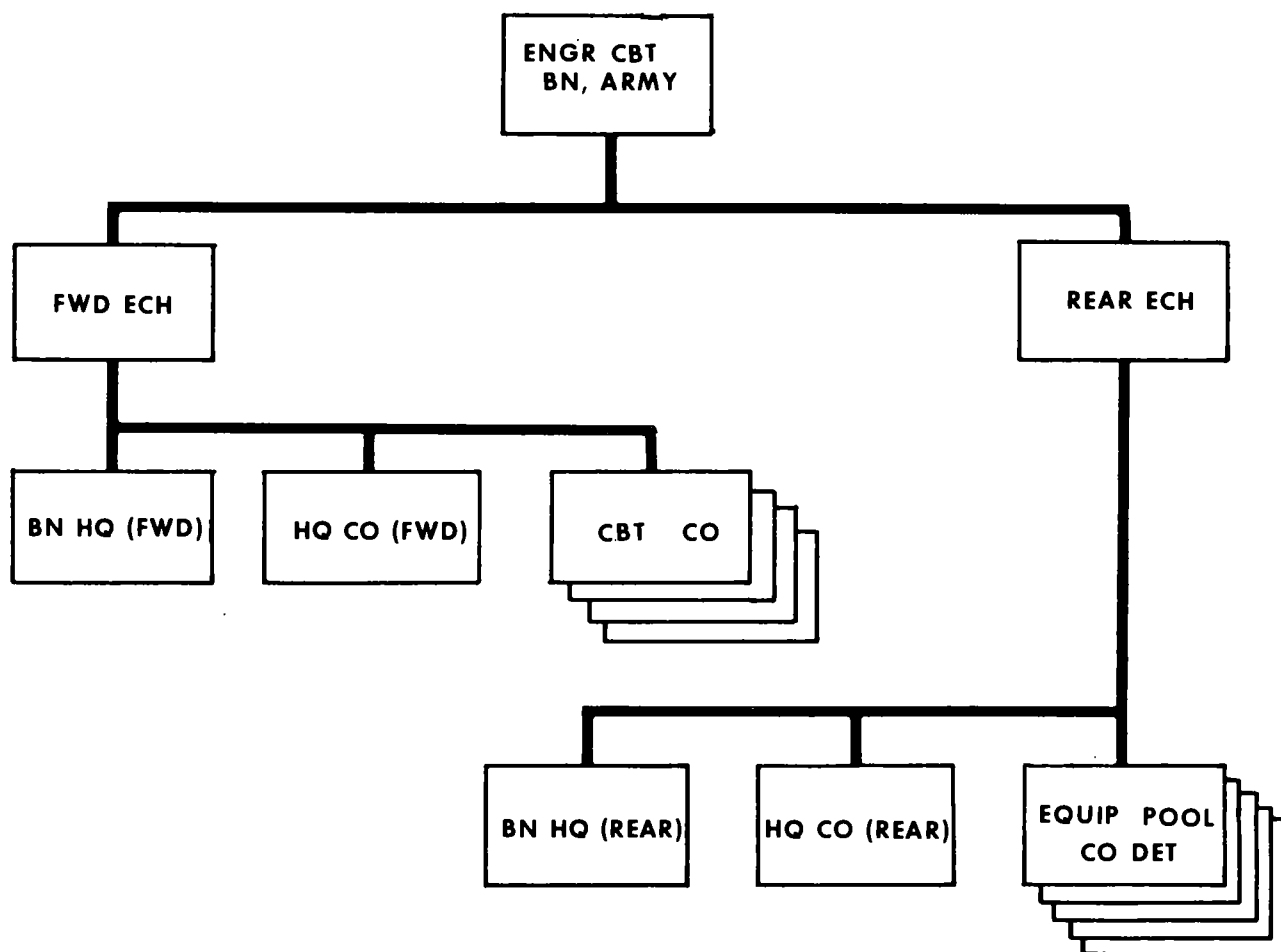 ENGR CBT
BN, ARMY
FWD ECH
REAR ECH
BN HQ (FWD)
HQ CO (FWD)
CBT CO
BN HQ (REAR)
HQ CO (REAR)
EQUIP POOL
CO DET